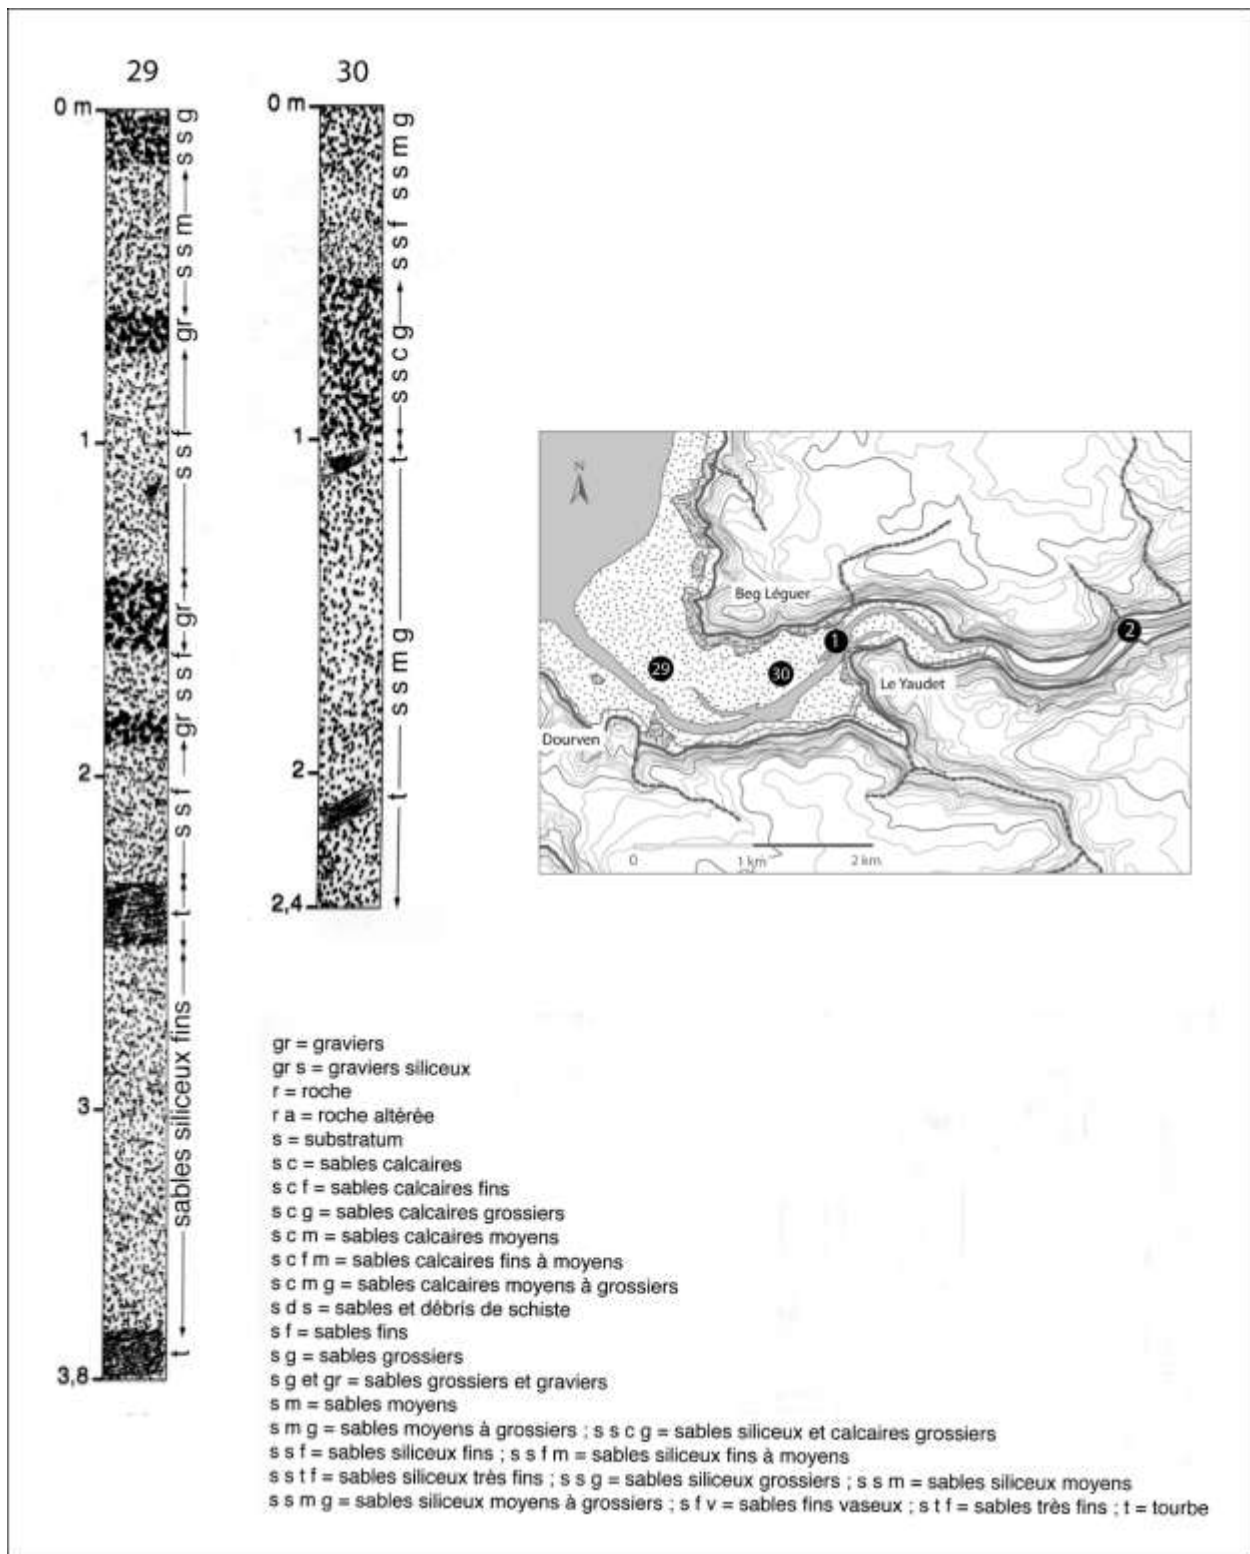 29
0 m
s s g
s s m
gr
s s f
1
gr
s s f
gr
2
s s f
t
sables siliceux fins
3
t
3,8
30
0 m
s s m g
s s f
s s c g
1
t
s s m g
2
t
2,4
N
Beg Léguer
1
2
29
30
Le Yaudet
Dourven
0
1 km
2 km
gr = graviers
gr s = graviers siliceux
r = roche
r a = roche altérée
s = substratum
s c = sables calcaires
s c f = sables calcaires fins
s c g = sables calcaires grossiers
s c m = sables calcaires moyens
s c f m = sables calcaires fins à moyens
s c m g = sables calcaires moyens à grossiers
s d s = sables et débris de schiste
s f = sables fins
s g = sables grossiers
s g et gr = sables grossiers et graviers
s m = sables moyens
s m g = sables moyens à grossiers ; s s c g = sables siliceux et calcaires grossiers
s s f = sables siliceux fins ; s s f m = sables siliceux fins à moyens
s s t f = sables siliceux très fins ; s s g = sables siliceux grossiers ; s s m = sables siliceux moyens
s s m g = sables siliceux moyens à grossiers ; s f v = sables fins vaseux ; s t f = sables très fins ; t = tourbe